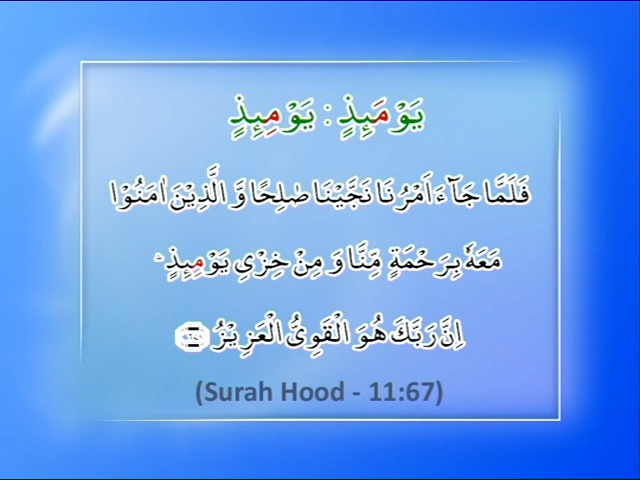 يَوْمَئِذٍ : يَوْمِئِذٍ
فَلَمَّا جَآءَ اَمْرُنَا نَجَّيْنَا صٰلِحًا وَّ الَّذِيْنَ اٰمَنُوْا
مَعَهٗ بِرَحْمَةٍ مِّنَّا وَ مِنْ خِزْيِ يَوْمِئِذٍ ؕ
اِنَّ رَبَّكَ هُوَ الْقَوِيُّ الْعَزِيْزُ
(Surah Hood - 11:67)